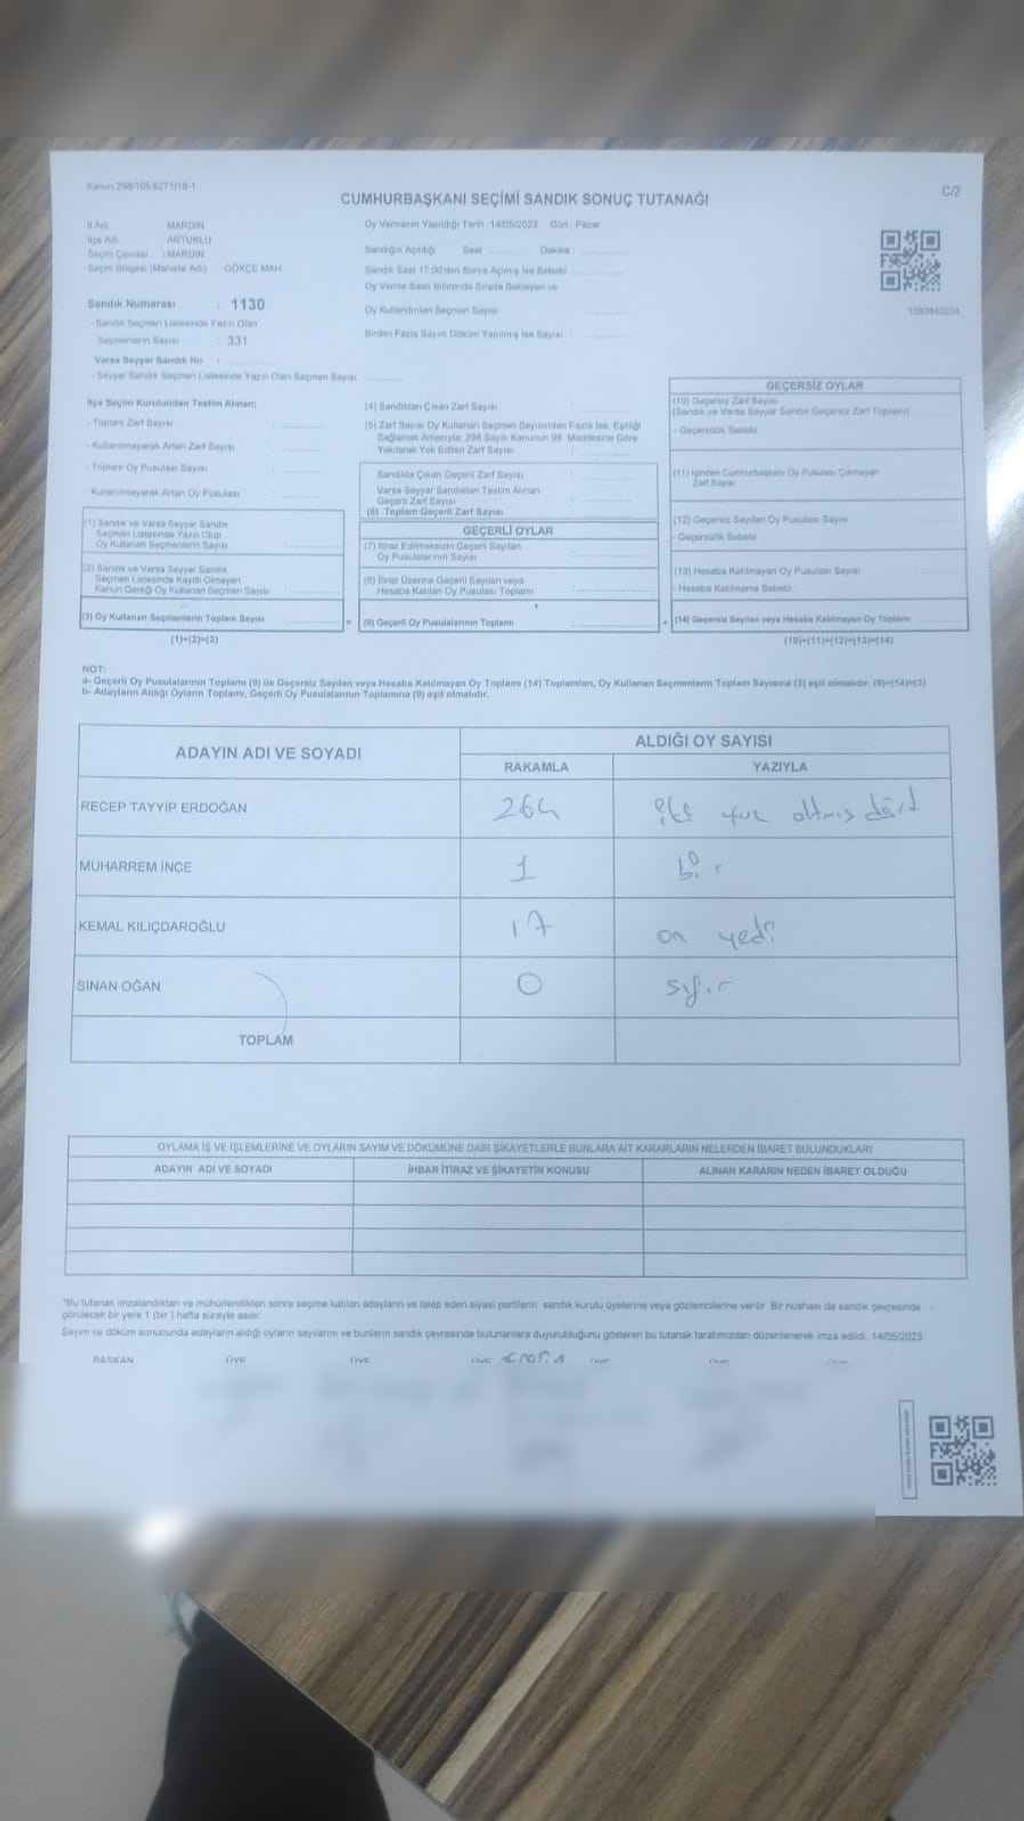 Kanun:298/105 6271/18-1
C/2
CUMHURBAŞKANI SEÇİMİ SANDIK SONUÇ TUTANAĞI
İl Adı : MARDİN
İlçe Adı : ARTUKLU
Seçim Çevresi : MARDİN
Seçim Bölgesi (Mahalle Adı) : GÖKÇE MAH
Oy Vermenin Yapıldığı Tarih :14/05/2023 Gün : Pazar
Sandığın Açıldığı Saat Dakika :
Sandık Saat 17:00'den Sonra Açılmış İse Sebebi
Oy Verme Saati Bitiminde Sırada Bekleyen ve
Oy Kullandırılan Seçmen Sayısı
Birden Fazla Sayım Döküm Yapılmış İse Sayısı
Sandık Numarası : 1130
- Sandık Seçmen Listesinde Yazılı Olan
Seçmenlerin Sayısı : 331
Varsa Seyyar Sandık No :
- Seyyar Sandık Seçmen Listesinde Yazılı Olan Seçmen Sayısı
İlçe Seçim Kurulundan Teslim Alınan;
- Toplam Zarf Sayısı
- Kullanılmayarak Artan Zarf Sayısı
- Toplam Oy Pusulası Sayısı
- Kullanılmayarak Artan Oy Pusulası
(1) Sandık ve Varsa Seyyar Sandık
Seçmen Listesinde Yazılı Olup
Oy Kullanan Seçmenlerin Sayısı
(2) Sandık ve Varsa Seyyar Sandık
Seçmen Listesinde Kayıtlı Olmayan
Kanun Gereği Oy Kullanan Seçmen Sayısı
(3) Oy Kullanan Seçmenlerin Toplam Sayısı
(1)+(2)=(3)
(4) Sandıktan Çıkan Zarf Sayısı
(5) Zarf Sayısı Oy Kullanan Seçmen Sayısından Fazla İse, Eşitliği
Sağlamak Amacıyla; 298 Sayılı Kanunun 98. Maddesine Göre
Yakılarak Yok Edilen Zarf Sayısı
Sandıkta Çıkan Geçerli Zarf Sayısı
Varsa Seyyar Sandıktan Teslim Alınan
Geçerli Zarf Sayısı
(6) Toplam Geçerli Zarf Sayısı
GEÇERLİ OYLAR
(7) İtiraz Edilmeksizin Geçerli Sayılan
Oy Pusulalarının Sayısı
(8) İtiraz Üzerine Geçerli Sayılan veya
Hesaba Katılan Oy Pusulası Toplamı
(9) Geçerli Oy Pusulalarının Toplamı
GEÇERSİZ OYLAR
(10) Geçersiz Zarf Sayısı
(Sandık ve Varsa Seyyar Sandık Geçersiz Zarf Toplamı)
- Geçersizlik Sebebi
(11) İçinden Cumhurbaşkanı Oy Pusulası Çıkmayan
Zarf Sayısı
(12) Geçersiz Sayılan Oy Pusulası Sayısı
- Geçersizlik Sebebi
(13) Hesaba Katılmayan Oy Pusulası Sayısı
- Hesaba Katılmama Sebebi
(14) Geçersiz Sayılan veya Hesaba Katılmayan Oy Toplamı
(10)+(11)+(12)+(13)=(14)
NOT:
a- Geçerli Oy Pusulalarının Toplamı (9) ile Geçersiz Sayılan veya Hesaba Katılmayan Oy Toplamı (14) Toplamları, Oy Kullanan Seçmenlerin Toplam Sayısına (3) eşit olmalıdır. (9)+(14)=(3)
b- Adayların Aldığı Oyların Toplamı, Geçerli Oy Pusulalarının Toplamına (9) eşit olmalıdır.
ADAYIN ADI VE SOYADI
ALDIĞI OY SAYISI
RAKAMLA YAZIYLA
RECEP TAYYİP ERDOĞAN 264 iki yüz altmış dört
MUHARREM İNCE 1 bir
KEMAL KILIÇDAROĞLU 17 on yedi
SİNAN OĞAN 0 sıfır
TOPLAM
OYLAMA İŞ VE İŞLEMLERİNE VE OYLARIN SAYIM VE DÖKÜMÜNE DAİR ŞİKAYETLERLE BUNLARA AİT KARARLARIN NELERDEN İBARET BULUNDUKLARI
ADAYIN ADI VE SOYADI İHBAR İTİRAZ VE ŞİKAYETİN KONUSU ALINAN KARARIN NEDEN İBARET OLDUĞU
*Bu tutanak imzalandıktan ve mühürlendikten sonra seçime katılan adayların ve talep eden siyasi partilerin sandık kurulu üyelerine veya gözlemcilerine verilir. Bir nüshası da sandık çevresinde
görülecek bir yere 1 (bir ) hafta süreyle asılır.
Sayım ve döküm sonucunda adayların aldığı oyların sayılarını ve bunların sandık çevresinde bulunanlara duyurulduğunu gösteren bu tutanak tarafımızdan düzenlenerek imza edildi. 14/05/2023
BAŞKAN ÜYE ÜYE ÜYE ÜYE